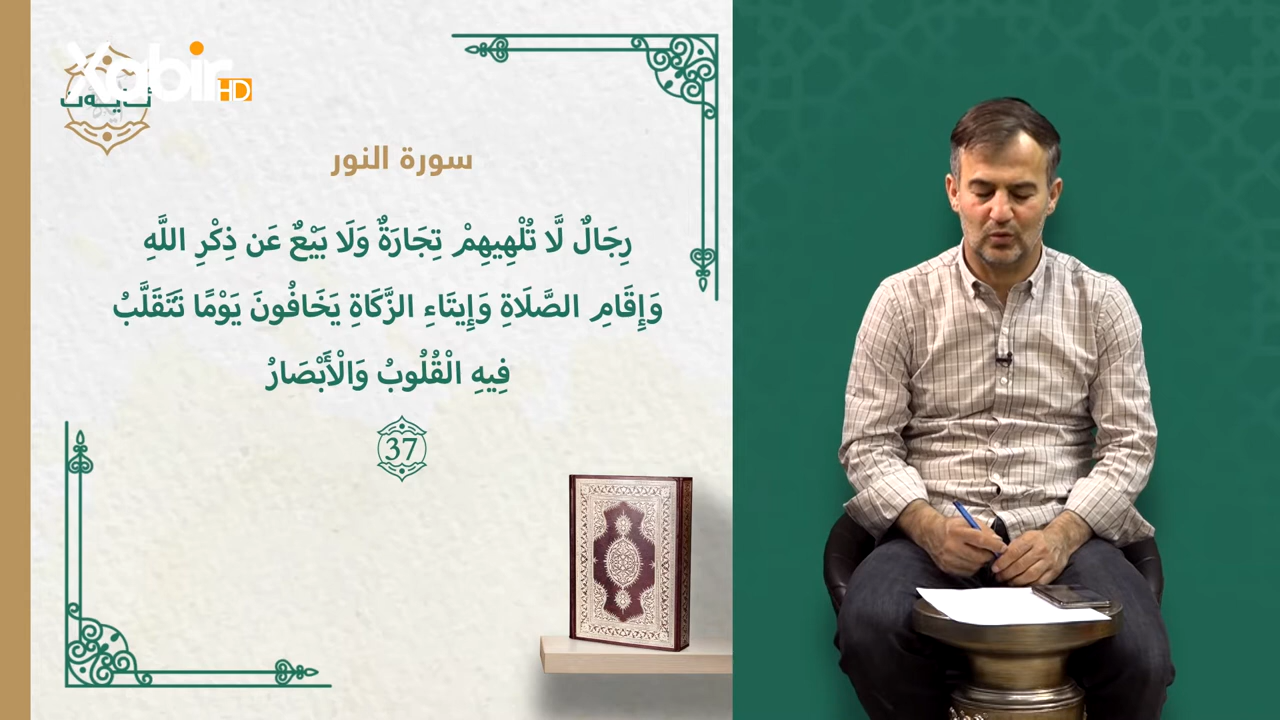 Xabir HD
سورة النور
رِجَالٌ لَّا تُلْهِيهِمْ تِجَارَةٌ وَلَا بَيْعٌ عَن ذِكْرِ اللَّهِ
وَإِقَامِ الصَّلَاةِ وَإِيتَاءِ الزَّكَاةِ يَخَافُونَ يَوْمًا تَتَقَلَّبُ
فِيهِ الْقُلُوبُ وَالْأَبْصَارُ
37